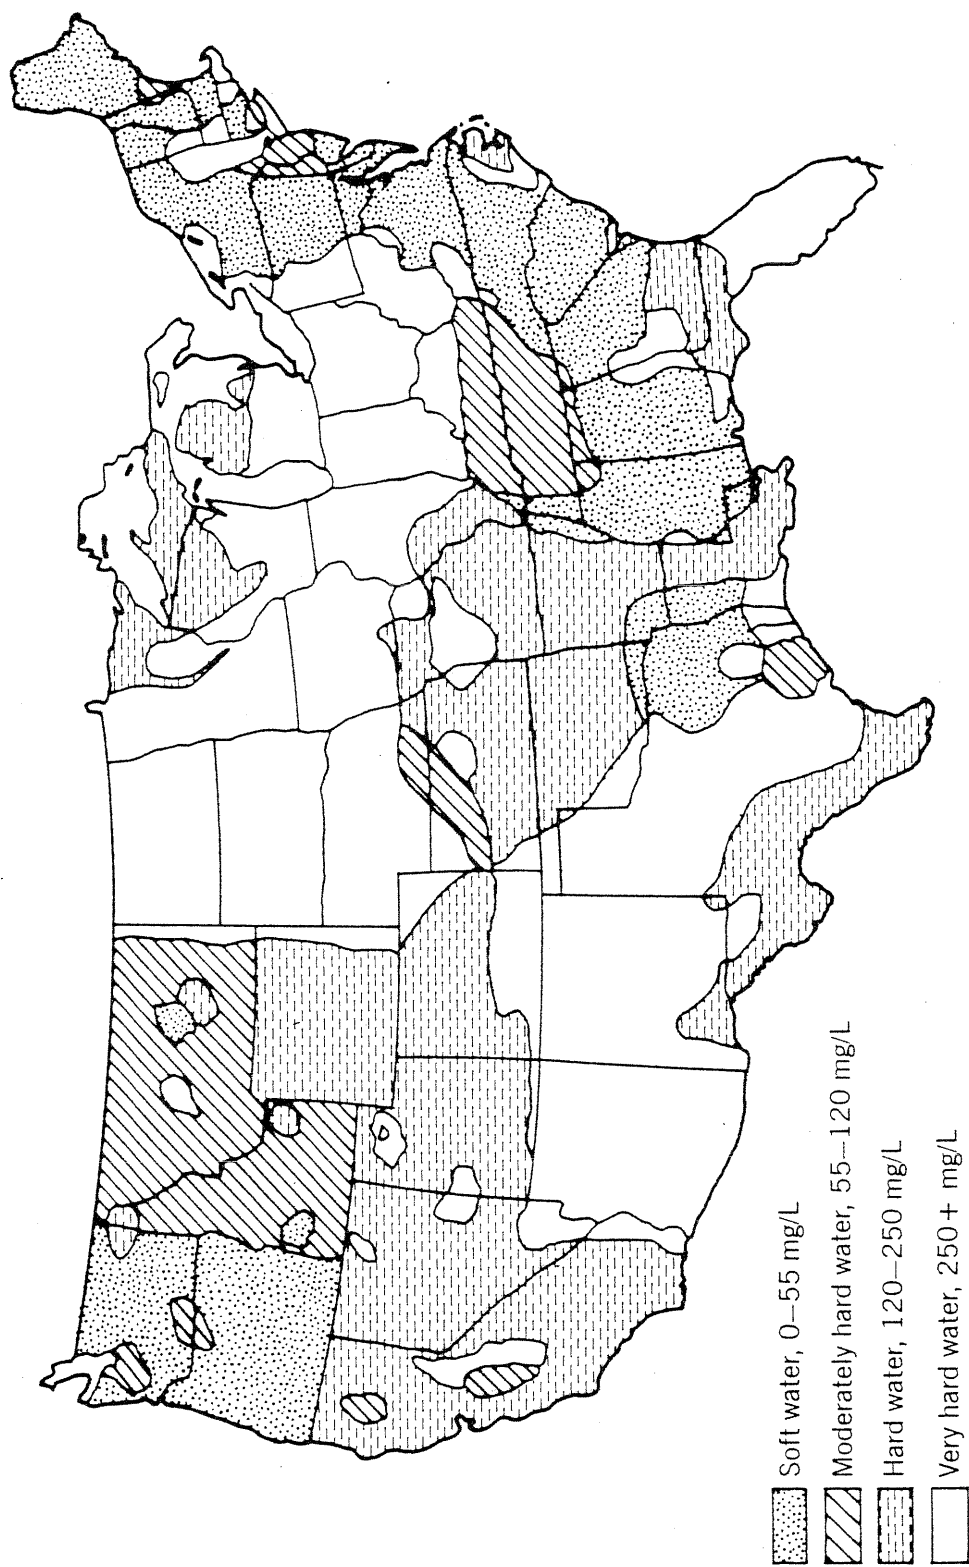 Soft water, 0–55 mg/L
Moderately hard water, 55–120 mg/L
Hard water, 120–250 mg/L
Very hard water, 250+ mg/L